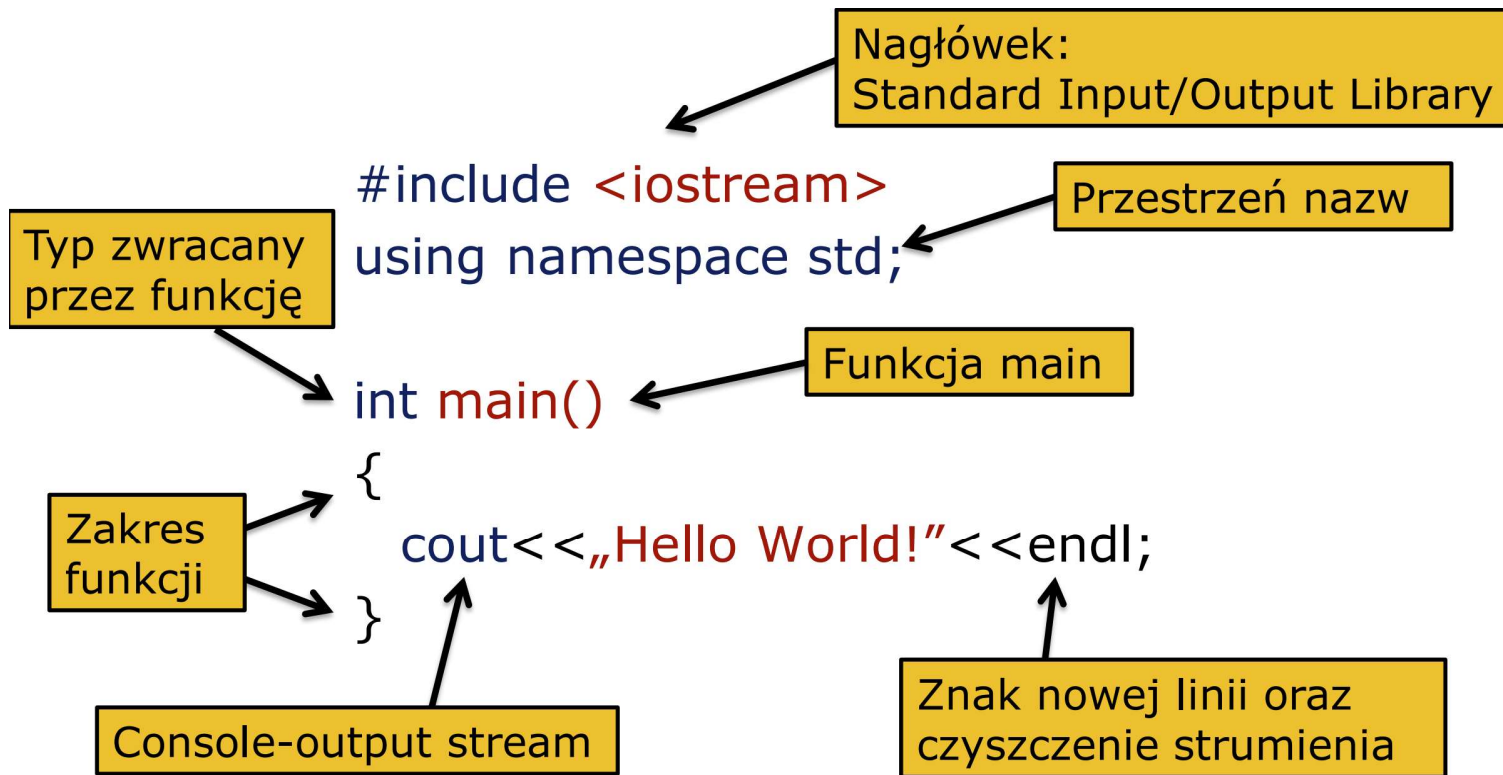 Nagłówek:
Standard Input/Output Library
#include <iostream>
Przestrzeń nazw
Typ zwracany
przez funkcję
using namespace std;
Funkcja main
int main()
{
Zakres
funkcji
cout<<„Hello World!”<<endl;
}
Console-output stream
Znak nowej linii oraz
czyszczenie strumienia